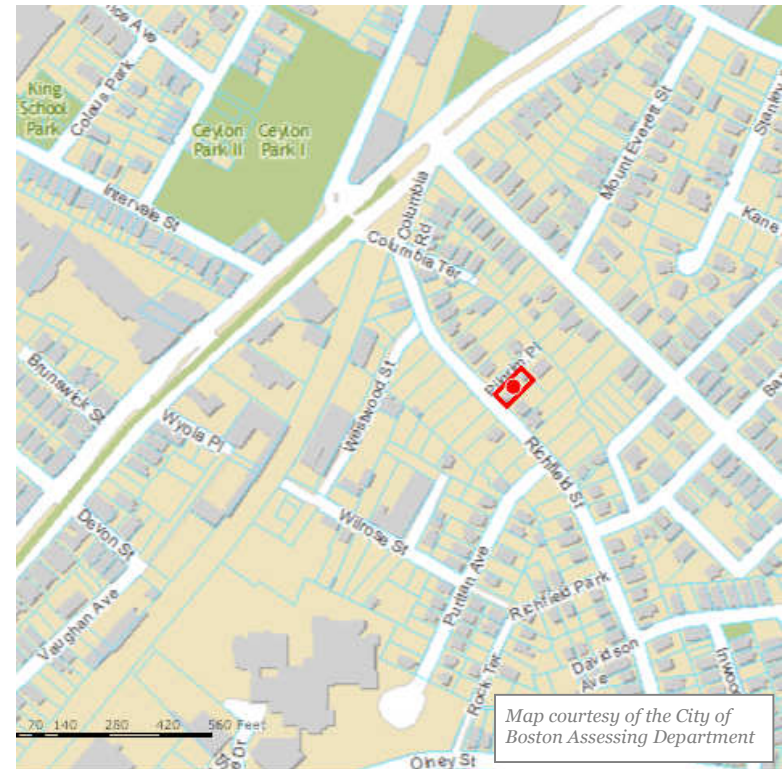 King
School
Park
Colaus Park
Ceylon
Park II
Ceylon
Park I
Intervale St
Mount Everett St
Stanley
Kane
Columbia
Rd
Columbia Ter
Brunswick St
Westwood St
Wyola Pl
Richfield St
Devon St
Wilrose St
Puritan Ave
Richfield Park
Vaughan Ave
Davidson
Ave
Rock Ter
Olney St
70 140 280 420 560 Feet
Map courtesy of the City of
Boston Assessing Department